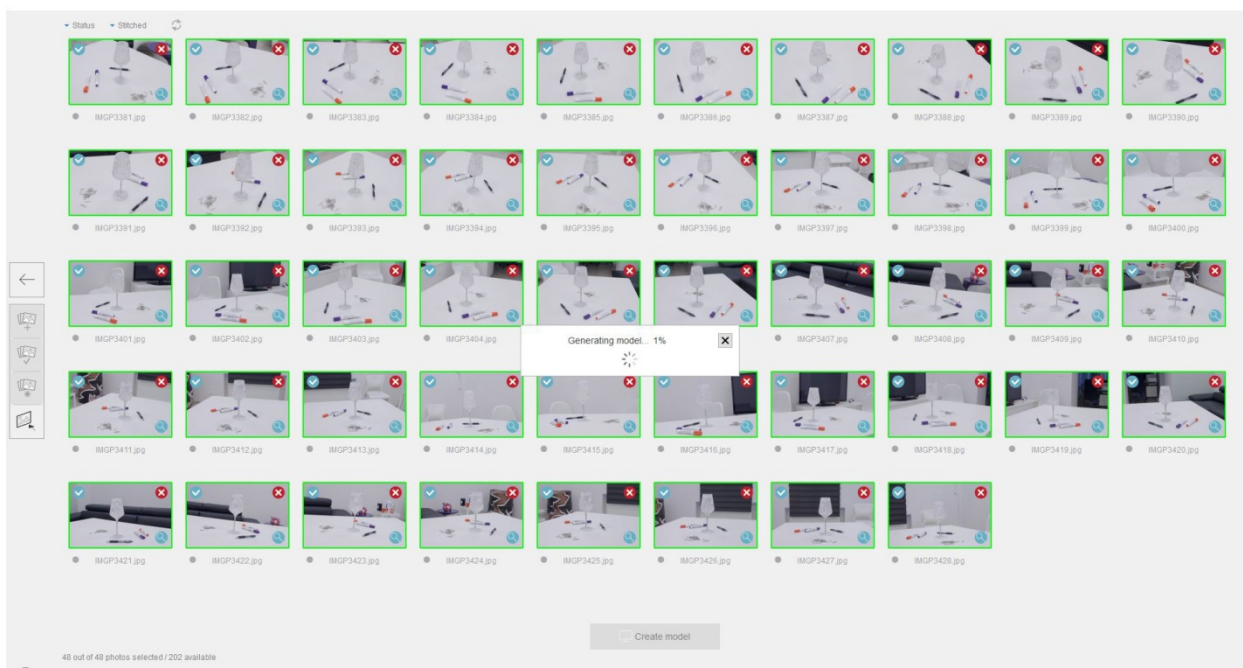 Status Stitched
IMGP3381.jpg IMGP3382.jpg IMGP3383.jpg IMGP3384.jpg IMGP3385.jpg IMGP3386.jpg IMGP3387.jpg IMGP3388.jpg IMGP3389.jpg IMGP3390.jpg
IMGP3391.jpg IMGP3392.jpg IMGP3393.jpg IMGP3394.jpg IMGP3395.jpg IMGP3396.jpg IMGP3397.jpg IMGP3398.jpg IMGP3399.jpg IMGP3400.jpg
Generating model... 1%
IMGP3401.jpg IMGP3402.jpg IMGP3403.jpg IMGP3404.jpg IMGP3407.jpg IMGP3408.jpg IMGP3409.jpg IMGP3410.jpg
IMGP3411.jpg IMGP3412.jpg IMGP3413.jpg IMGP3414.jpg IMGP3415.jpg IMGP3416.jpg IMGP3417.jpg IMGP3418.jpg IMGP3419.jpg IMGP3420.jpg
IMGP3421.jpg IMGP3422.jpg IMGP3423.jpg IMGP3424.jpg IMGP3425.jpg IMGP3426.jpg IMGP3427.jpg IMGP3428.jpg
Create model
48 out of 48 photos selected / 202 available